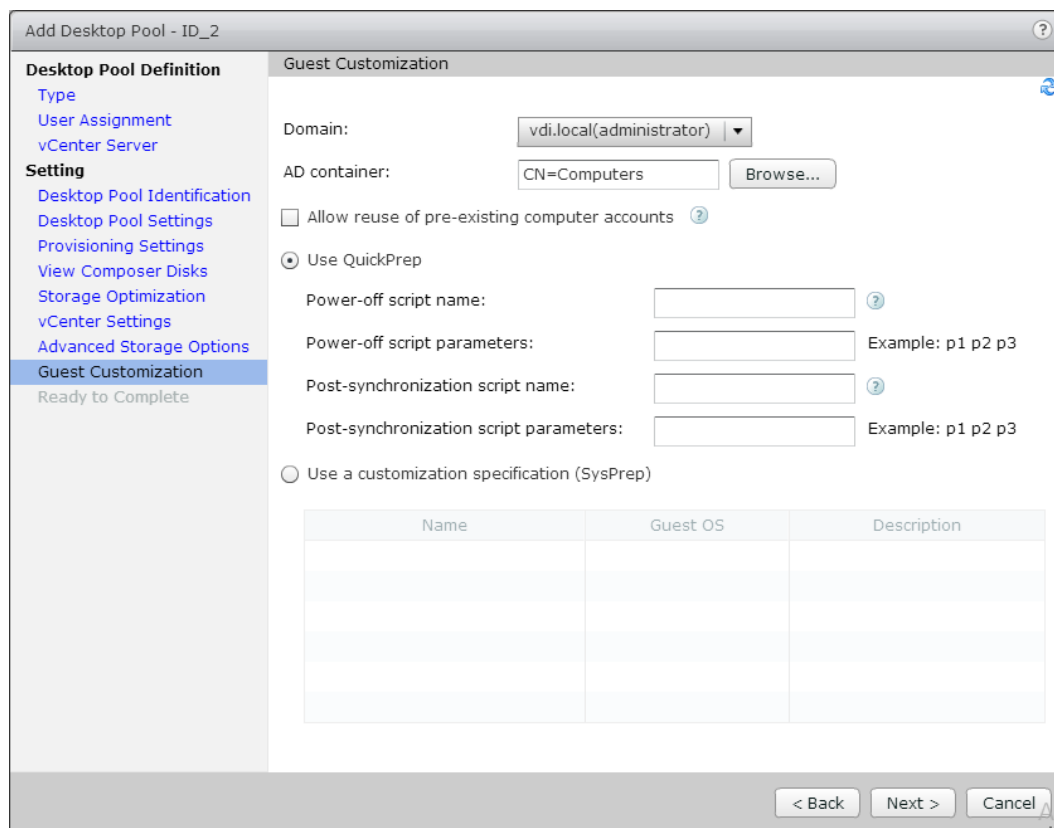 Add Desktop Pool - ID_2
?
Desktop Pool Definition
Type
User Assignment
vCenter Server
Setting
Desktop Pool Identification
Desktop Pool Settings
Provisioning Settings
View Composer Disks
Storage Optimization
vCenter Settings
Advanced Storage Options
Guest Customization
Ready to Complete
Guest Customization
Domain: vdi.local(administrator)
AD container: CN=Computers Browse...
Allow reuse of pre-existing computer accounts ?
Use QuickPrep
Power-off script name: ?
Power-off script parameters: Example: p1 p2 p3
Post-synchronization script name: ?
Post-synchronization script parameters: Example: p1 p2 p3
Use a customization specification (SysPrep)
Name Guest OS Description
< Back Next > Cancel